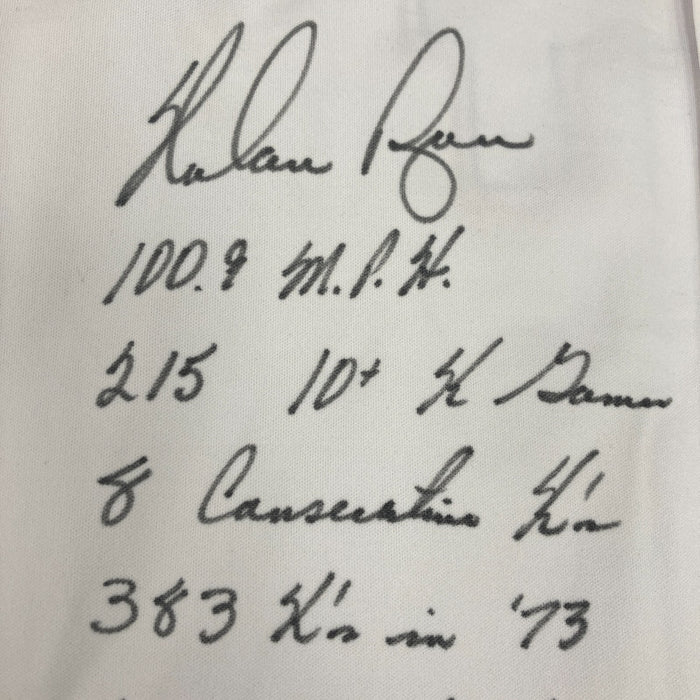 Nolan Ryan
100.9 M.P.H.
215 10+ K Games
8 Consecutive K's
383 K's in '73